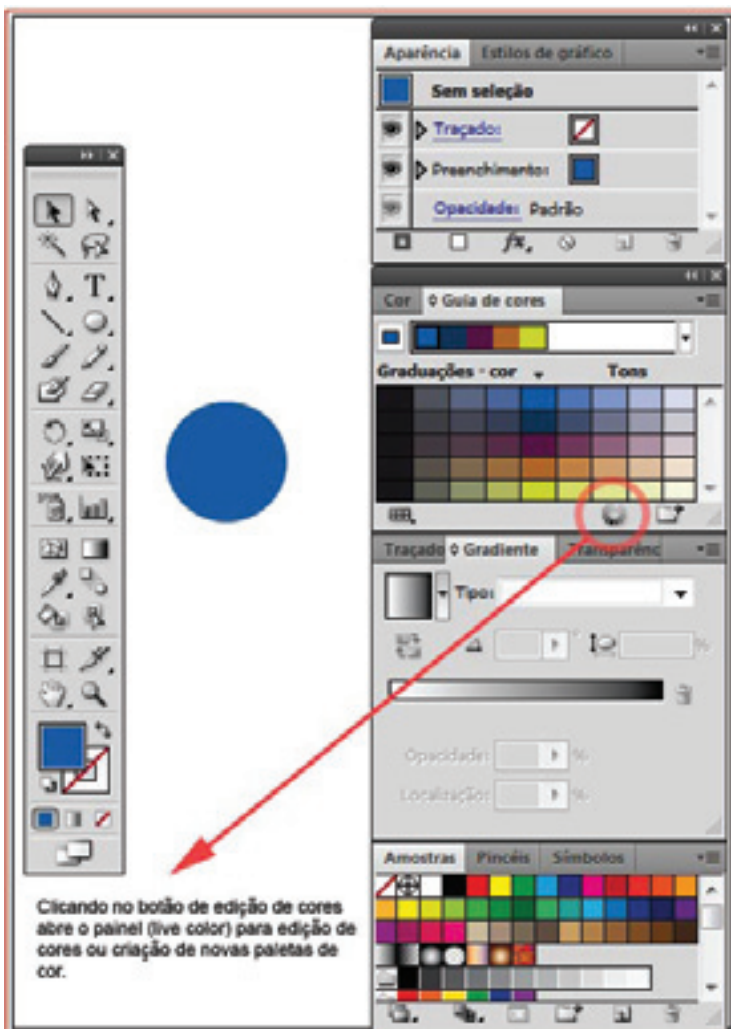 Aparência Estilos de gráfico
Sem seleção
Traçado:
Preenchimento:
Opacidade: Padrão
fx.
Cor Guia de cores
Graduações - cor Tons
Traçado Gradiente Transparênc
Tipo:
°
%
Opacidade: %
Localização: %
Amostras Pincéis Símbolos
T
Clicando no botão de edição de cores
abre o painel (live color) para edição de
cores ou criação de novas paletas de
cor.